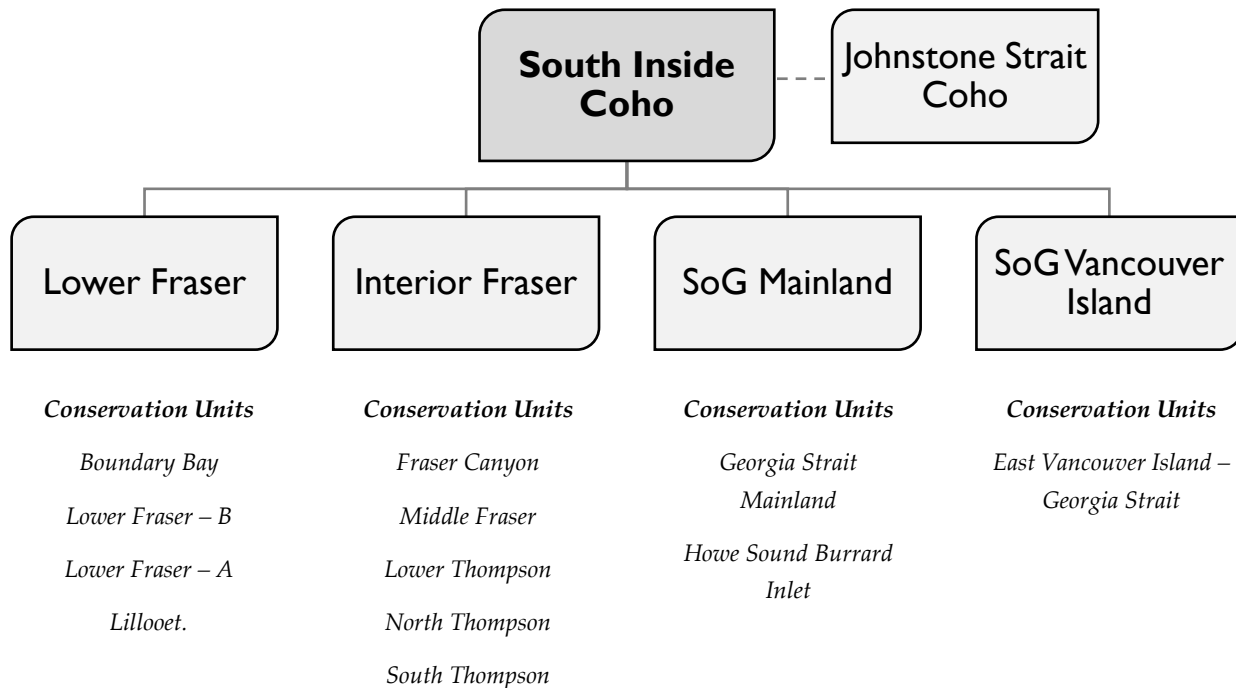 South Inside
Coho
Johnstone Strait
Coho
Lower Fraser
Interior Fraser
SoG Mainland
SoG Vancouver
Island
Conservation Units
Boundary Bay
Lower Fraser – B
Lower Fraser – A
Lillooet.
Conservation Units
Fraser Canyon
Middle Fraser
Lower Thompson
North Thompson
South Thompson
Conservation Units
Georgia Strait
Mainland
Howe Sound Burrard
Inlet
Conservation Units
East Vancouver Island –
Georgia Strait